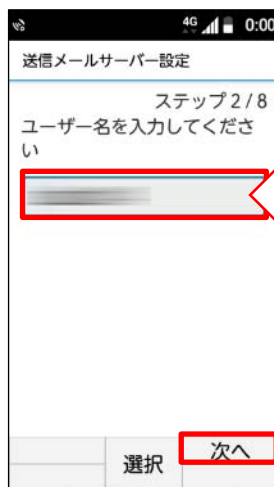 4G 0:00
送信メールサーバー設定
ステップ2/8
ユーザー名を入力してくださ
い
選択 次へ